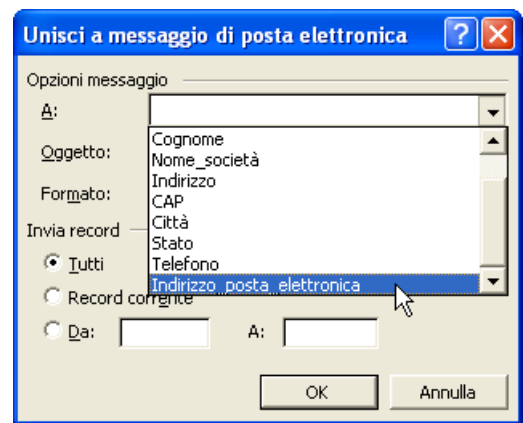 Unisci a messaggio di posta elettronica
Opzioni messaggio
A:
Cognome
Oggetto:
Nome_società
Indirizzo
Formato:
CAP
Città
Invia record
Stato
Tutti
Telefono
Indirizzo_posta_elettronica
Record corrente
Da:
A:
OK
Annulla